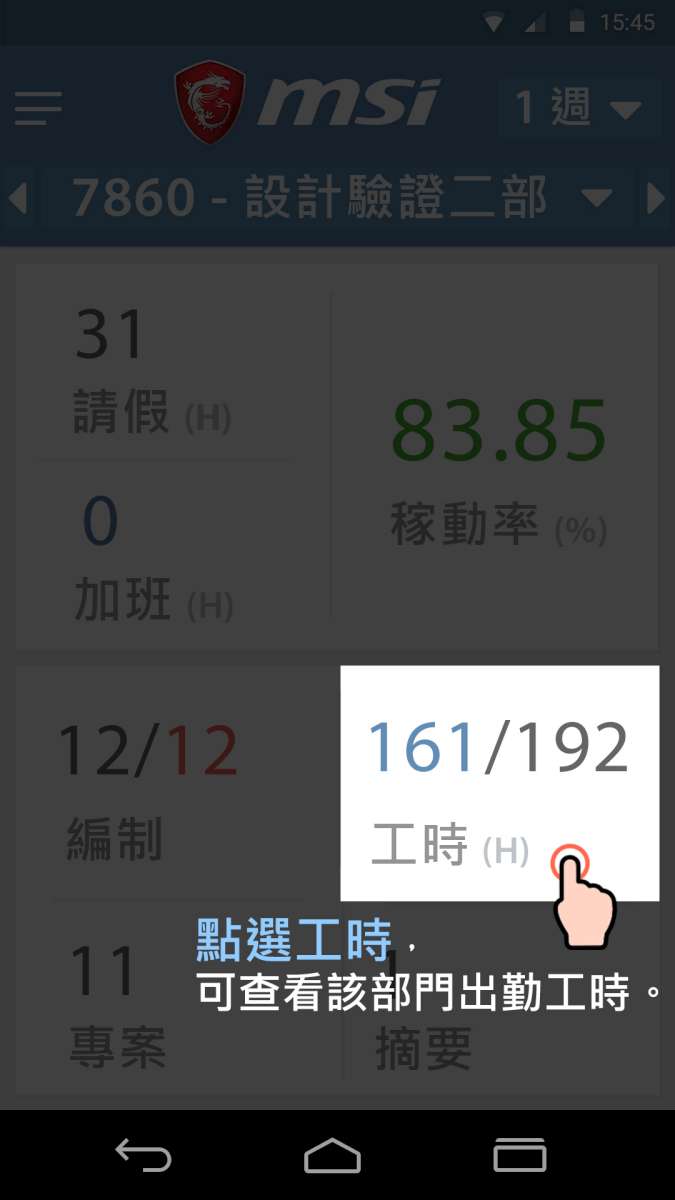 15:45
msi
1 週
7860 - 設計驗證二部
31
請假 (H)
83.85
稼動率 (%)
0
加班 (H)
12/12
編制
161/192
工時 (H)
點選工時，
可查看該部門出勤工時。
11
專案
1
摘要